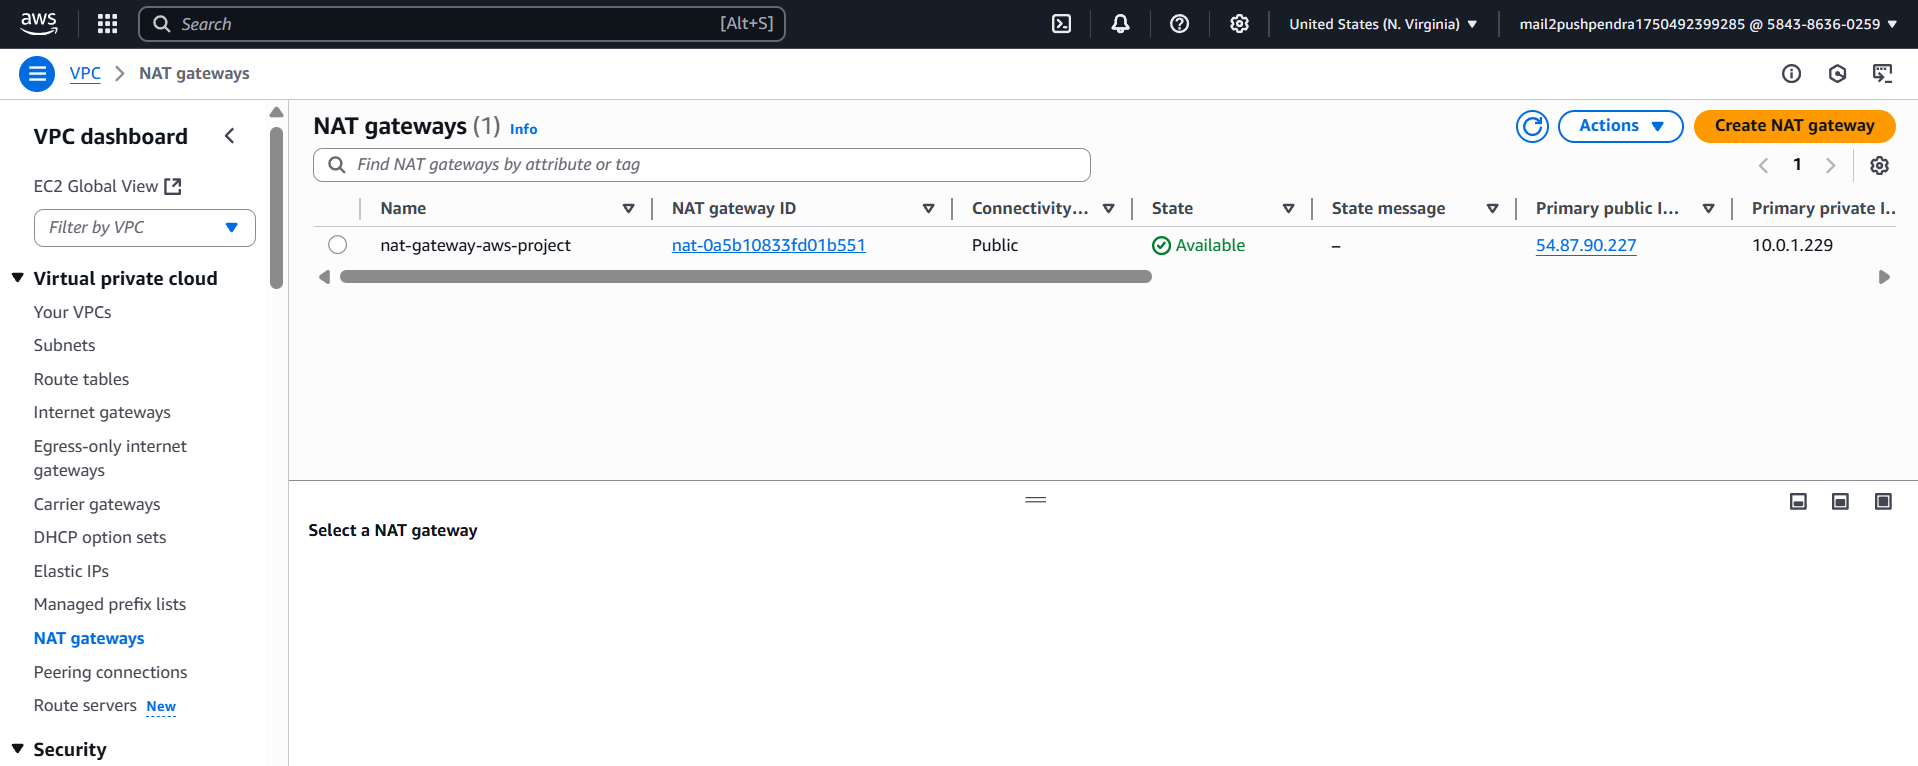 aws
Search [Alt+S]
United States (N. Virginia)
mail2pushpendra1750492399285 @ 5843-8636-0259
VPC
NAT gateways
VPC dashboard
EC2 Global View
Filter by VPC
Virtual private cloud
Your VPCs
Subnets
Route tables
Internet gateways
Egress-only internet
gateways
Carrier gateways
DHCP option sets
Elastic IPs
Managed prefix lists
NAT gateways
Peering connections
Route servers New
Security
NAT gateways (1) Info
Actions
Create NAT gateway
Find NAT gateways by attribute or tag
1
Name NAT gateway ID Connectivity... State State message Primary public I... Primary private I..
nat-gateway-aws-project nat-0a5b10833fd01b551 Public Available – 54.87.90.227 10.0.1.229
Select a NAT gateway